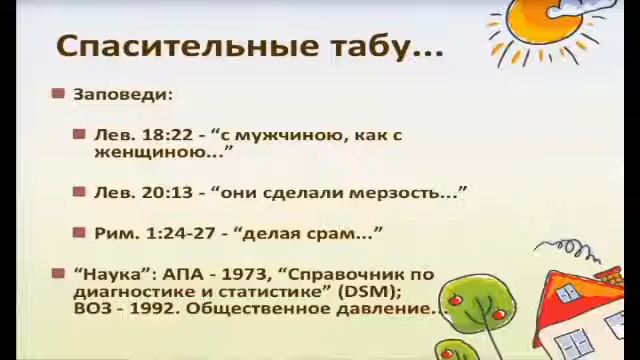 Спасительные табу...
Заповеди:
Лев. 18:22 - “с мужчиною, как с
женщиною...”
Лев. 20:13 - “они сделали мерзость...”
Рим. 1:24-27 - “делая срам...”
“Наука”: АПА - 1973, “Справочник по
диагностике и статистике” (DSM);
ВОЗ - 1992. Общественное давление...